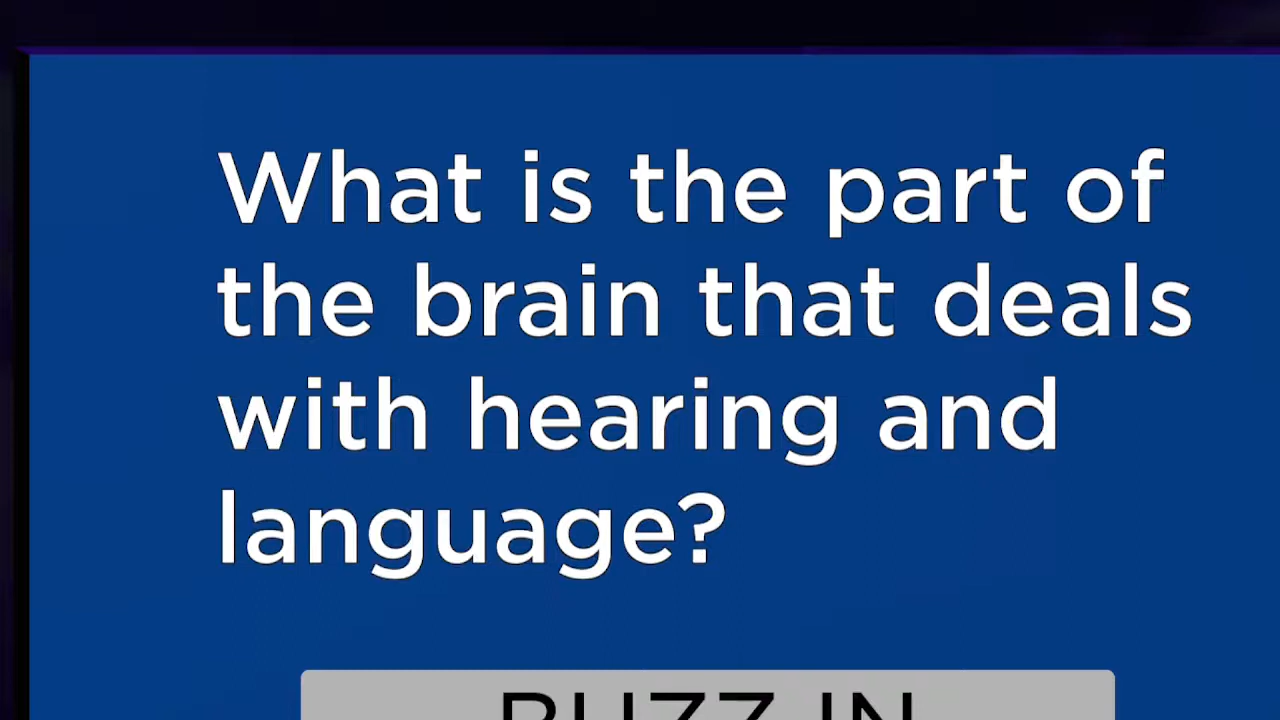 What is the part of
the brain that deals
with hearing and
language?
BUZZ IN